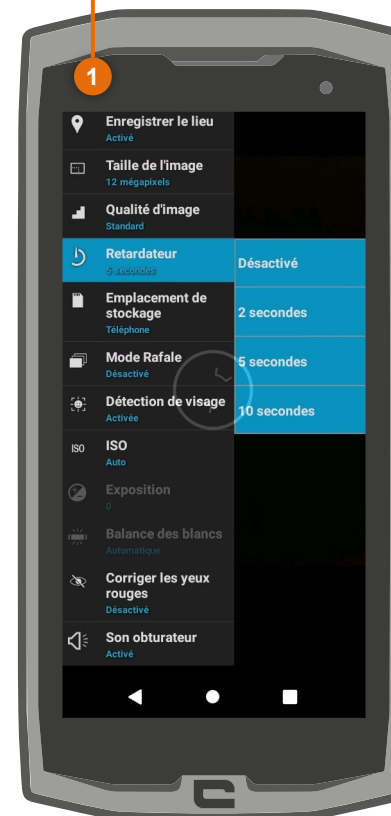 1
Enregistrer le lieu
Activé
Taille de l'image
12 mégapixels
Qualité d'image
Standard
Retardateur
5 secondes
Désactivé
2 secondes
5 secondes
10 secondes
Emplacement de
stockage
Téléphone
Mode Rafale
Désactivé
Détection de visage
Activée
ISO
ISO
Auto
Exposition
0
Balance des blancs
Automatique
Corriger les yeux
rouges
Désactivé
Son obturateur
Activé